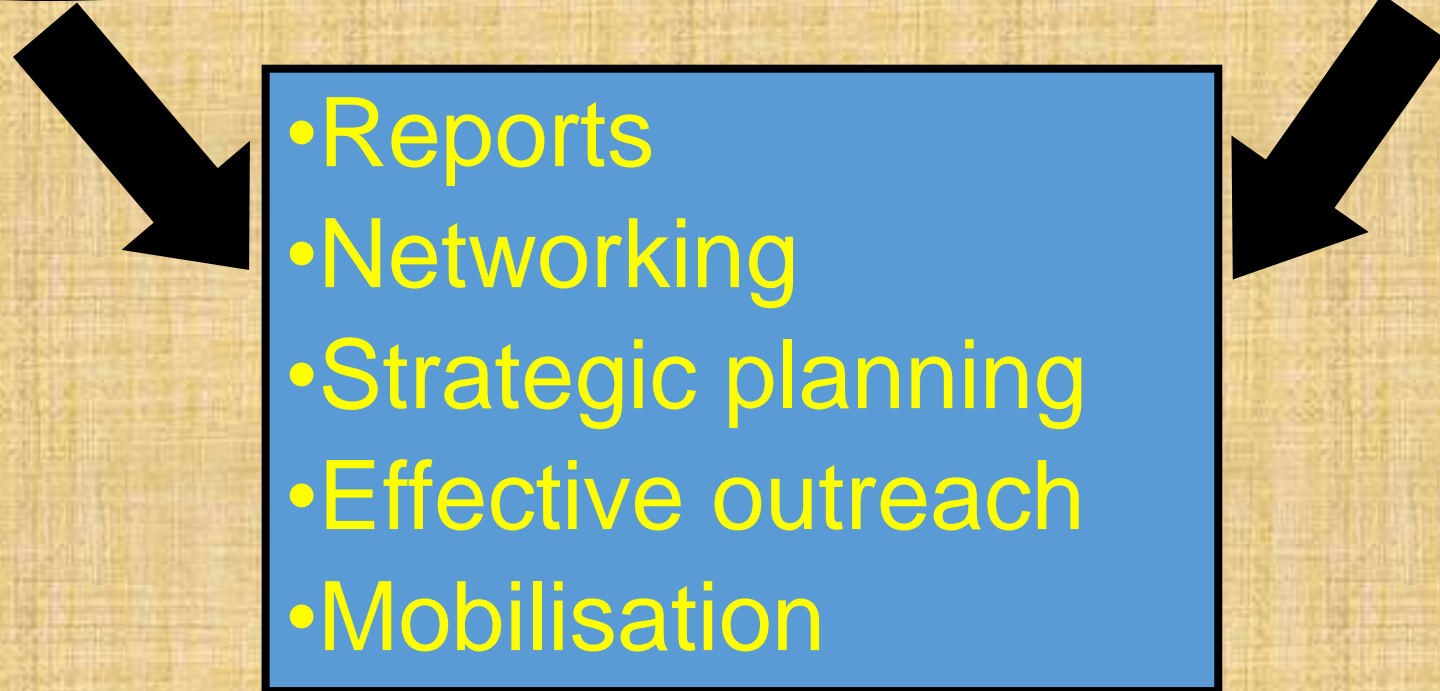 •Reports
•Networking
•Strategic planning
•Effective outreach
•Mobilisation